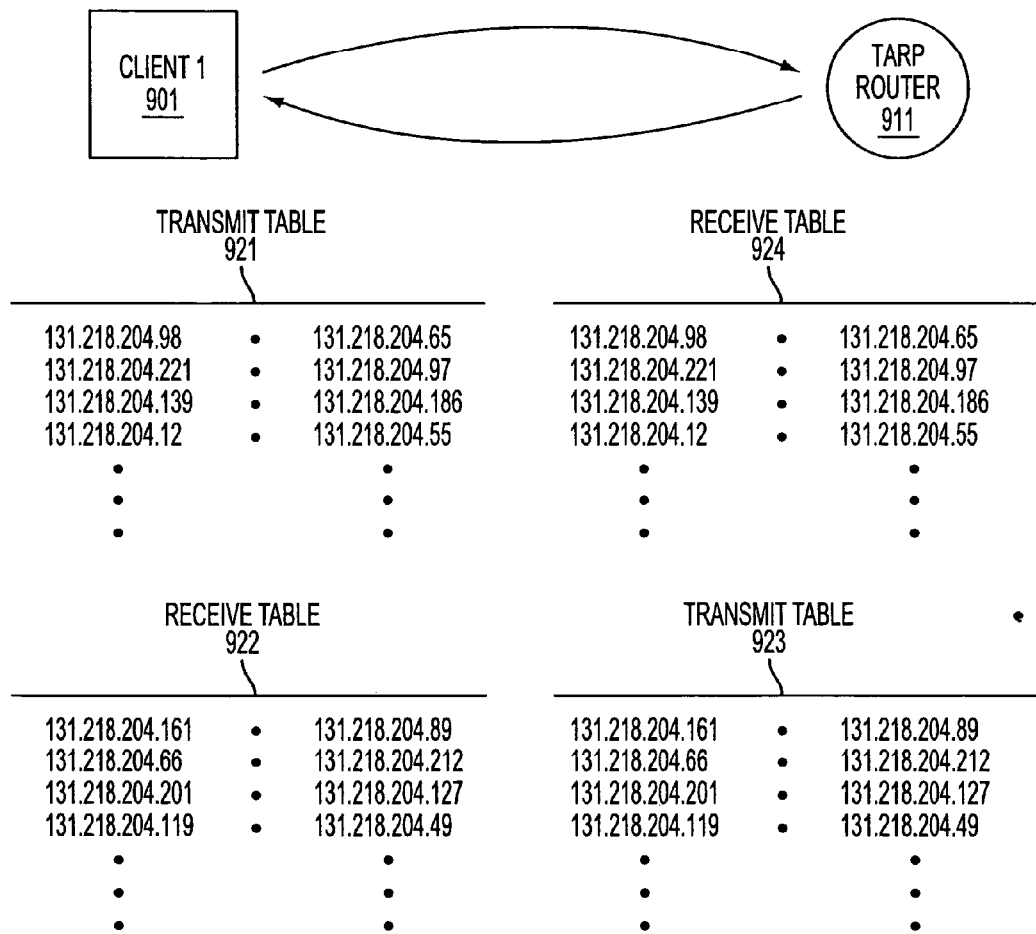 CLIENT 1
901
TARP
ROUTER
911
TRANSMIT TABLE
921
131.218.204.98 • 131.218.204.65
131.218.204.221 • 131.218.204.97
131.218.204.139 • 131.218.204.186
131.218.204.12 • 131.218.204.55
RECEIVE TABLE
924
131.218.204.98 • 131.218.204.65
131.218.204.221 • 131.218.204.97
131.218.204.139 • 131.218.204.186
131.218.204.12 • 131.218.204.55
RECEIVE TABLE
922
131.218.204.161 • 131.218.204.89
131.218.204.66 • 131.218.204.212
131.218.204.201 • 131.218.204.127
131.218.204.119 • 131.218.204.49
TRANSMIT TABLE
923
131.218.204.161 • 131.218.204.89
131.218.204.66 • 131.218.204.212
131.218.204.201 • 131.218.204.127
131.218.204.119 • 131.218.204.49